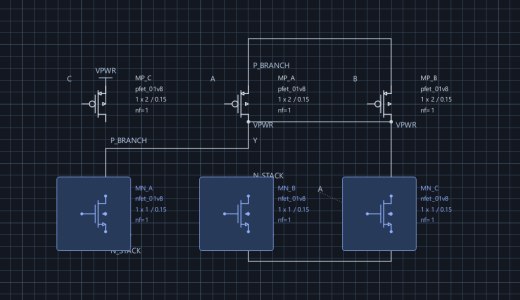 P_BRANCH
VPWR
C
MP_C
pfet_01v8
1 x 2 / 0.15
nf=1
A
MP_A
pfet_01v8
1 x 2 / 0.15
nf=1
B
MP_B
pfet_01v8
1 x 2 / 0.15
nf=1
VPWR
VPWR
P_BRANCH
Y
N_STACK
MN_A
nfet_01v8
1 x 1 / 0.15
nf=1
MN_B
nfet_01v8
1 x 1 / 0.15
nf=1
A
MN_C
nfet_01v8
1 x 1 / 0.15
nf=1
N_STACK